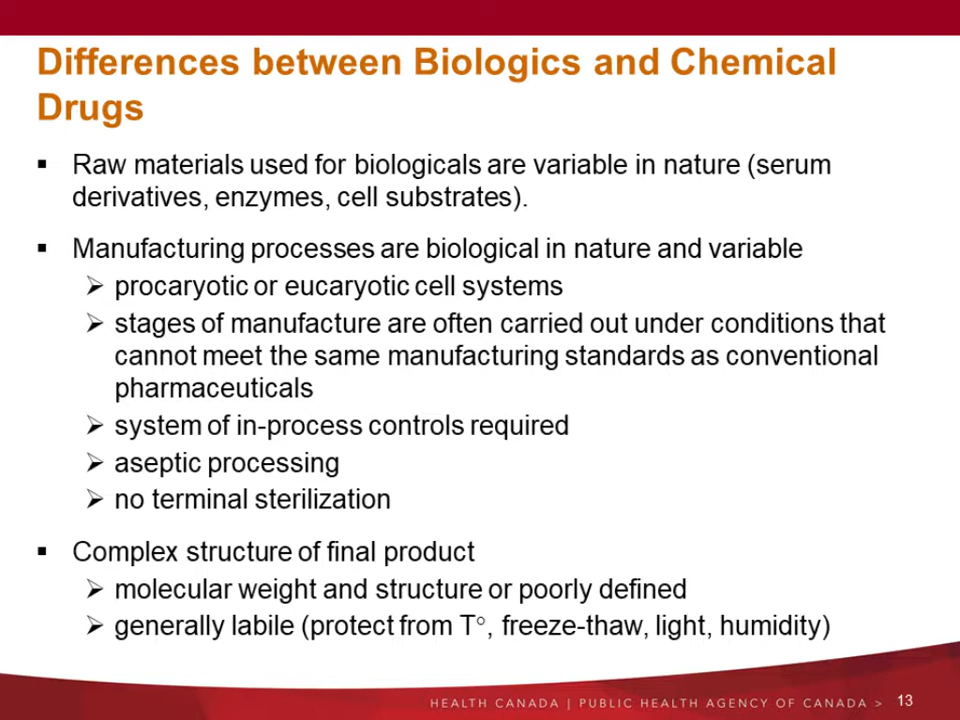 Differences between Biologics and Chemical
Drugs
▪ Raw materials used for biologicals are variable in nature (serum
derivatives, enzymes, cell substrates).
▪ Manufacturing processes are biological in nature and variable
➢ procaryotic or eucaryotic cell systems
➢ stages of manufacture are often carried out under conditions that
cannot meet the same manufacturing standards as conventional
pharmaceuticals
➢ system of in-process controls required
➢ aseptic processing
➢ no terminal sterilization
▪ Complex structure of final product
➢ molecular weight and structure or poorly defined
➢ generally labile (protect from T°, freeze-thaw, light, humidity)
HEALTH CANADA | PUBLIC HEALTH AGENCY OF CANADA > 13